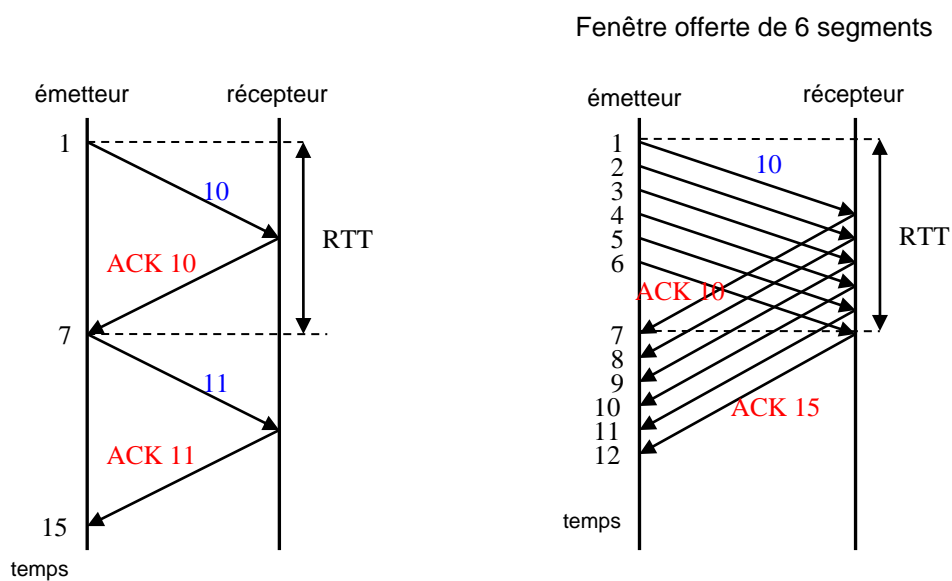 Fenêtre offerte de 6 segments
émetteur
récepteur
1
10
RTT
ACK 10
7
11
ACK 11
15
temps
émetteur
récepteur
1
2
3
4
5
6
10
RTT
ACK 10
7
8
9
10
11
12
ACK 15
temps